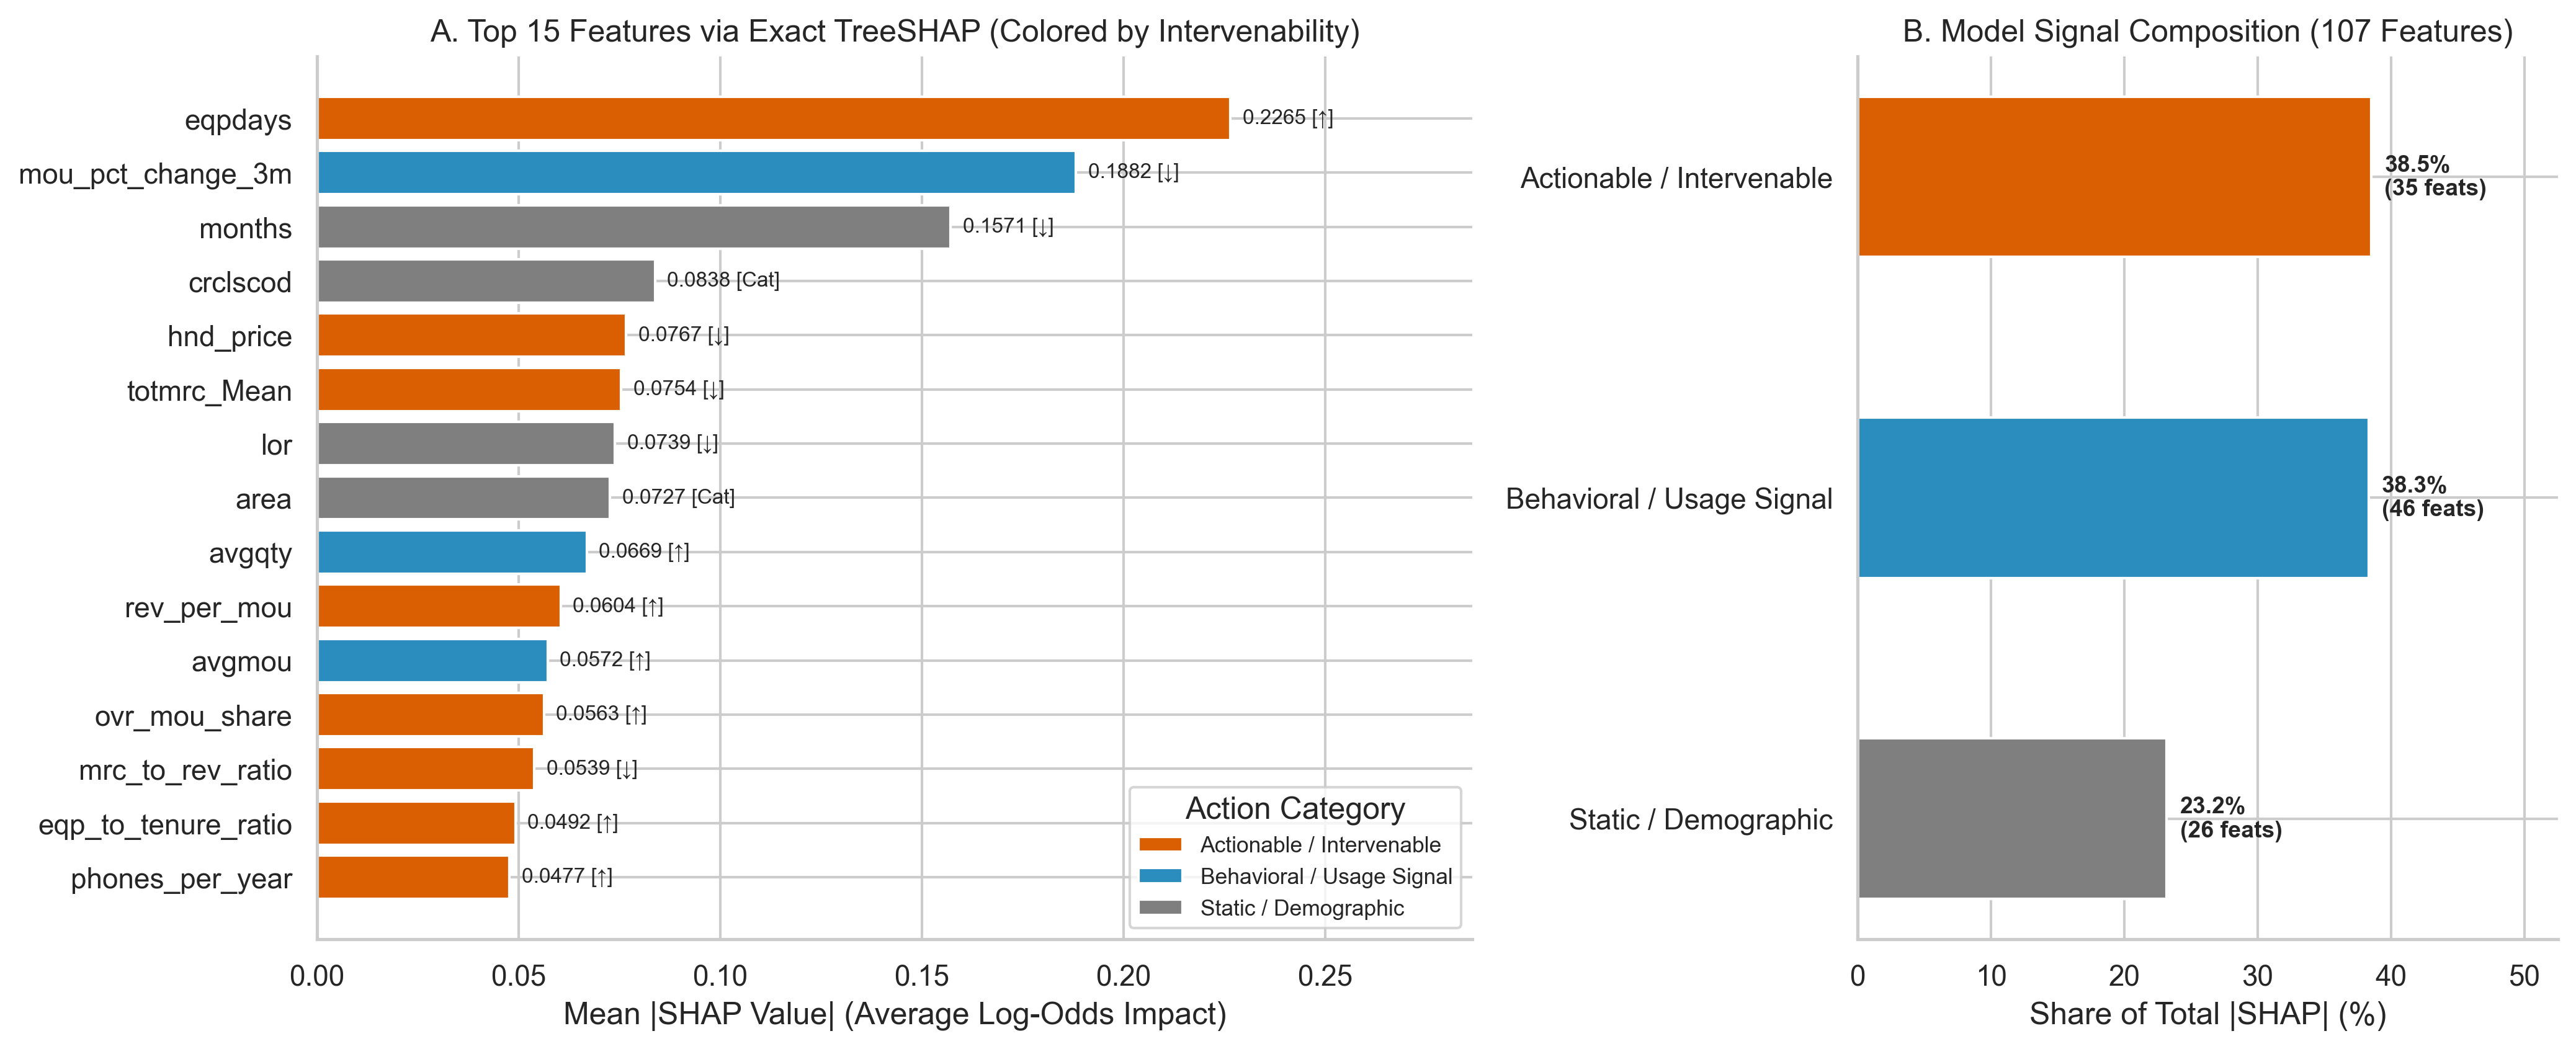 A. Top 15 Features via Exact TreeSHAP (Colored by Intervenability)
eqpdays
0.2265 [↑]
mou_pct_change_3m
0.1882 [↓]
months
0.1571 [↓]
crclscod
0.0838 [Cat]
hnd_price
0.0767 [↓]
totmrc_Mean
0.0754 [↓]
lor
0.0739 [↓]
area
0.0727 [Cat]
avgqty
0.0669 [↑]
rev_per_mou
0.0604 [↑]
avgmou
0.0572 [↑]
ovr_mou_share
0.0563 [↑]
mrc_to_rev_ratio
0.0539 [↓]
eqp_to_tenure_ratio
0.0492 [↑]
phones_per_year
0.0477 [↑]
Action Category
Actionable / Intervenable
Behavioral / Usage Signal
Static / Demographic
0.00 0.05 0.10 0.15 0.20 0.25
Mean |SHAP Value| (Average Log-Odds Impact)
B. Model Signal Composition (107 Features)
Actionable / Intervenable
38.5%
(35 feats)
Behavioral / Usage Signal
38.3%
(46 feats)
Static / Demographic
23.2%
(26 feats)
0 10 20 30 40 50
Share of Total |SHAP| (%)